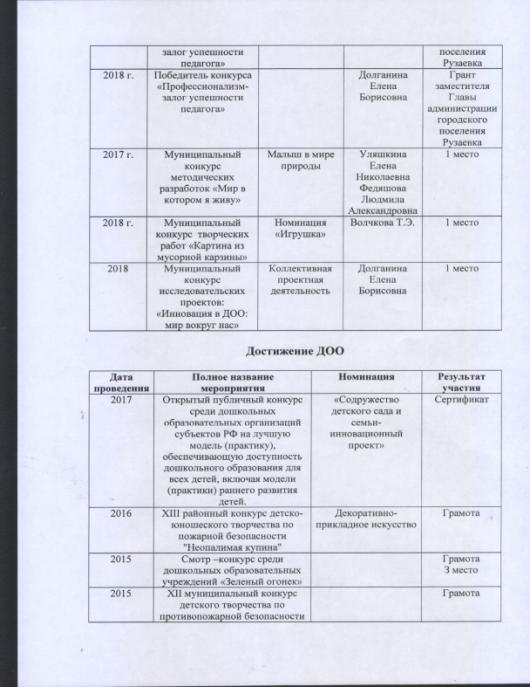 залог успешности
педагога»
поселения
Рузаевка
2018 г.
Победитель конкурса
«Профессионализм-
залог успешности
педагога»
Долганина
Елена
Борисовна
Грант
заместителя
Главы
администрации
городского
поселения
Рузаевка
2017 г.
Муниципальный
конкурс
методических
разработок «Мир в
котором я живу»
Малыш в мире
природы
Уляшкина
Елена
Николаевна
Федяшова
Людмила
Александровна
1 место
2018 г.
Муниципальный
конкурс творческих
работ «Картина из
мусорной карзины»
Номинация
«Игрушка»
Волчкова Т.Э.
1 место
2018
Муниципальный
конкурс
исследовательских
проектов:
«Инновация в ДОО:
мир вокруг нас»
Коллективная
проектная
деятельность
Долганина
Елена
Борисовна
1 место
Достижение ДОО
Дата
проведения
Полное название
мероприятия
Номинация
Результат
участия
2017
Открытый публичный конкурс
среди дошкольных
образовательных организаций
субъектов РФ на лучшую
модель (практику),
обеспечивающую доступность
дошкольного образования для
всех детей, включая модели
(практики) раннего развития
детей.
«Содружество
детского сада и
семьи-
инновационный
проект»
Сертификат
2016
XIII районный конкурс детско-
юношеского творчества по
пожарной безопасности
"Неопалимая купина"
Декоративно-
прикладное искусство
Грамота
2015
Смотр –конкурс среди
дошкольных образовательных
учреждений «Зеленый огонек»
Грамота
3 место
2015
XII муниципальный конкурс
детского творчества по
противопожарной безопасности
Грамота